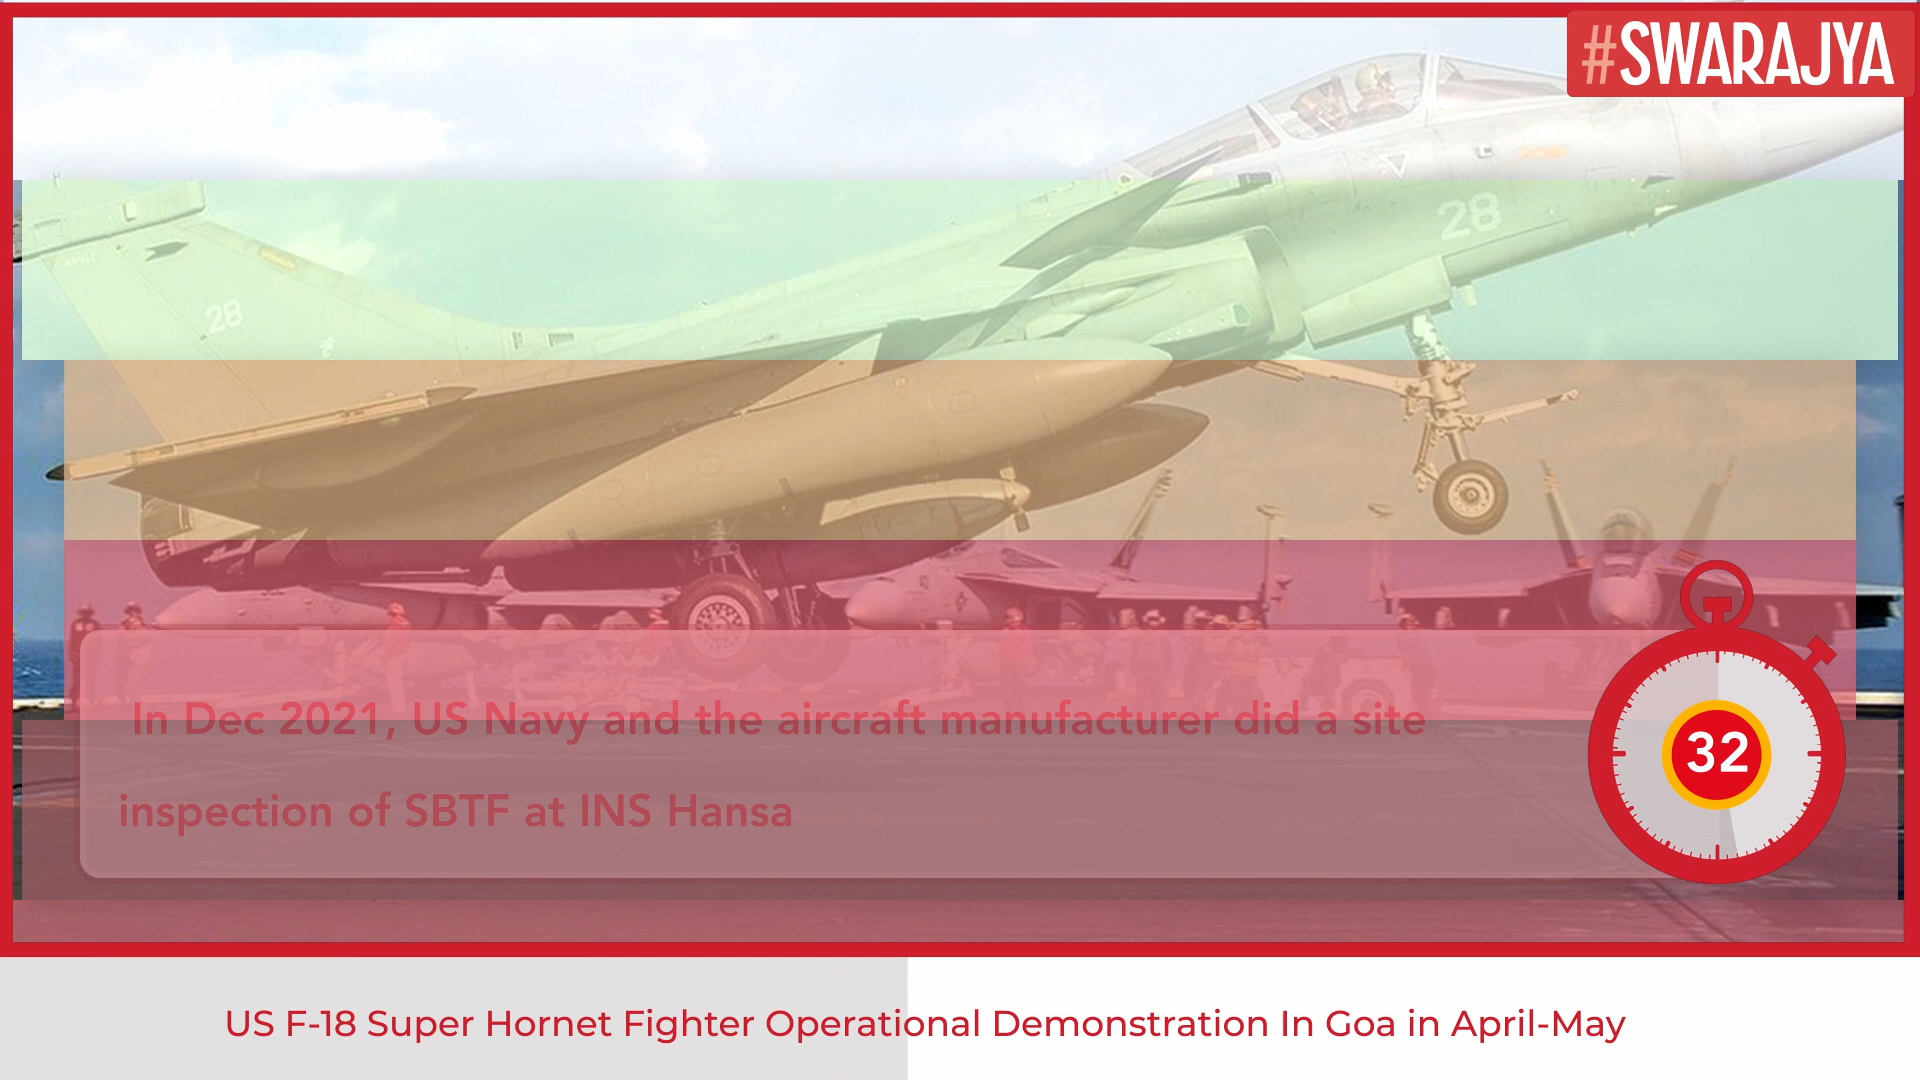 #SWARAJYA
28
28
In Dec 2021, US Navy and the aircraft manufacturer did a site
inspection of SBTF at INS Hansa
32
US F-18 Super Hornet Fighter Operational Demonstration In Goa in April-May